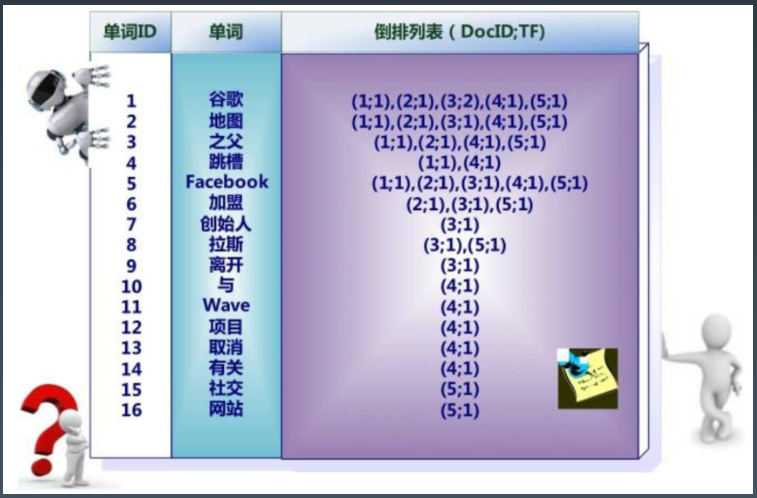 单词ID 单词 倒排列表 ( DocID;TF)
1 谷歌 (1;1),(2;1),(3;2),(4;1),(5;1)
2 地图 (1;1),(2;1),(3;1),(4;1),(5;1)
3 之父 (1;1),(2;1),(4;1),(5;1)
4 跳槽 (1;1),(4;1)
5 Facebook (1;1),(2;1),(3;1),(4;1),(5;1)
6 加盟 (2;1),(3;1),(5;1)
7 创始人 (3;1)
8 拉斯 (3;1),(5;1)
9 离开 (3;1)
10 与 (4;1)
11 Wave (4;1)
12 项目 (4;1)
13 取消 (4;1)
14 有关 (4;1)
15 社交 (5;1)
16 网站 (5;1)